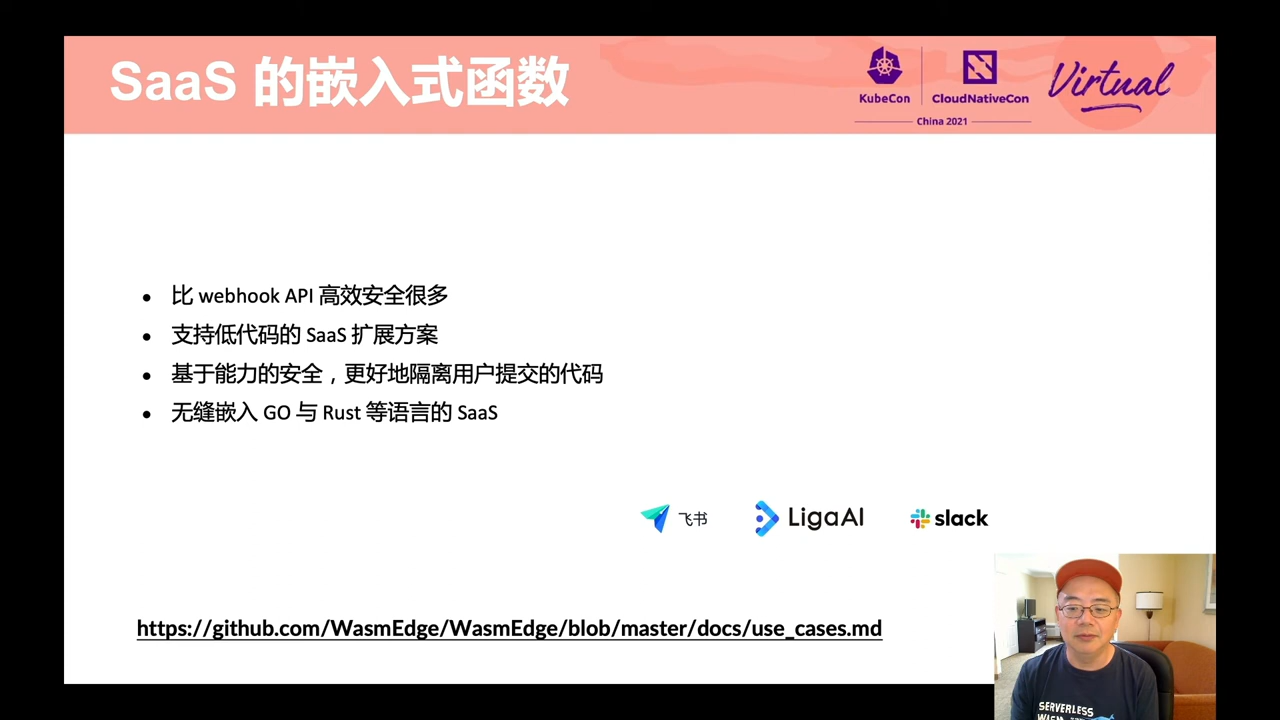 SaaS 的嵌入式函数
KubeCon
CloudNativeCon
China 2021
Virtual
比 webhook API 高效安全很多
支持低代码的 SaaS 扩展方案
基于能力的安全，更好地隔离用户提交的代码
无缝嵌入 GO 与 Rust 等语言的 SaaS
飞书
LigaAI
slack
https://github.com/WasmEdge/WasmEdge/blob/master/docs/use_cases.md
SERVERLESS
WASM